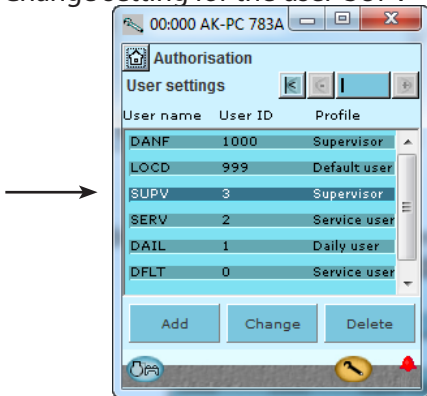 00:000 AK-PC 783A
Authorisation
User settings
User name User ID Profile
DANF 1000 Supervisor
LOCD 999 Default user
SUPV 3 Supervisor
SERV 2 Service user
DAIL 1 Daily user
DFLT 0 Service user
Add Change Delete